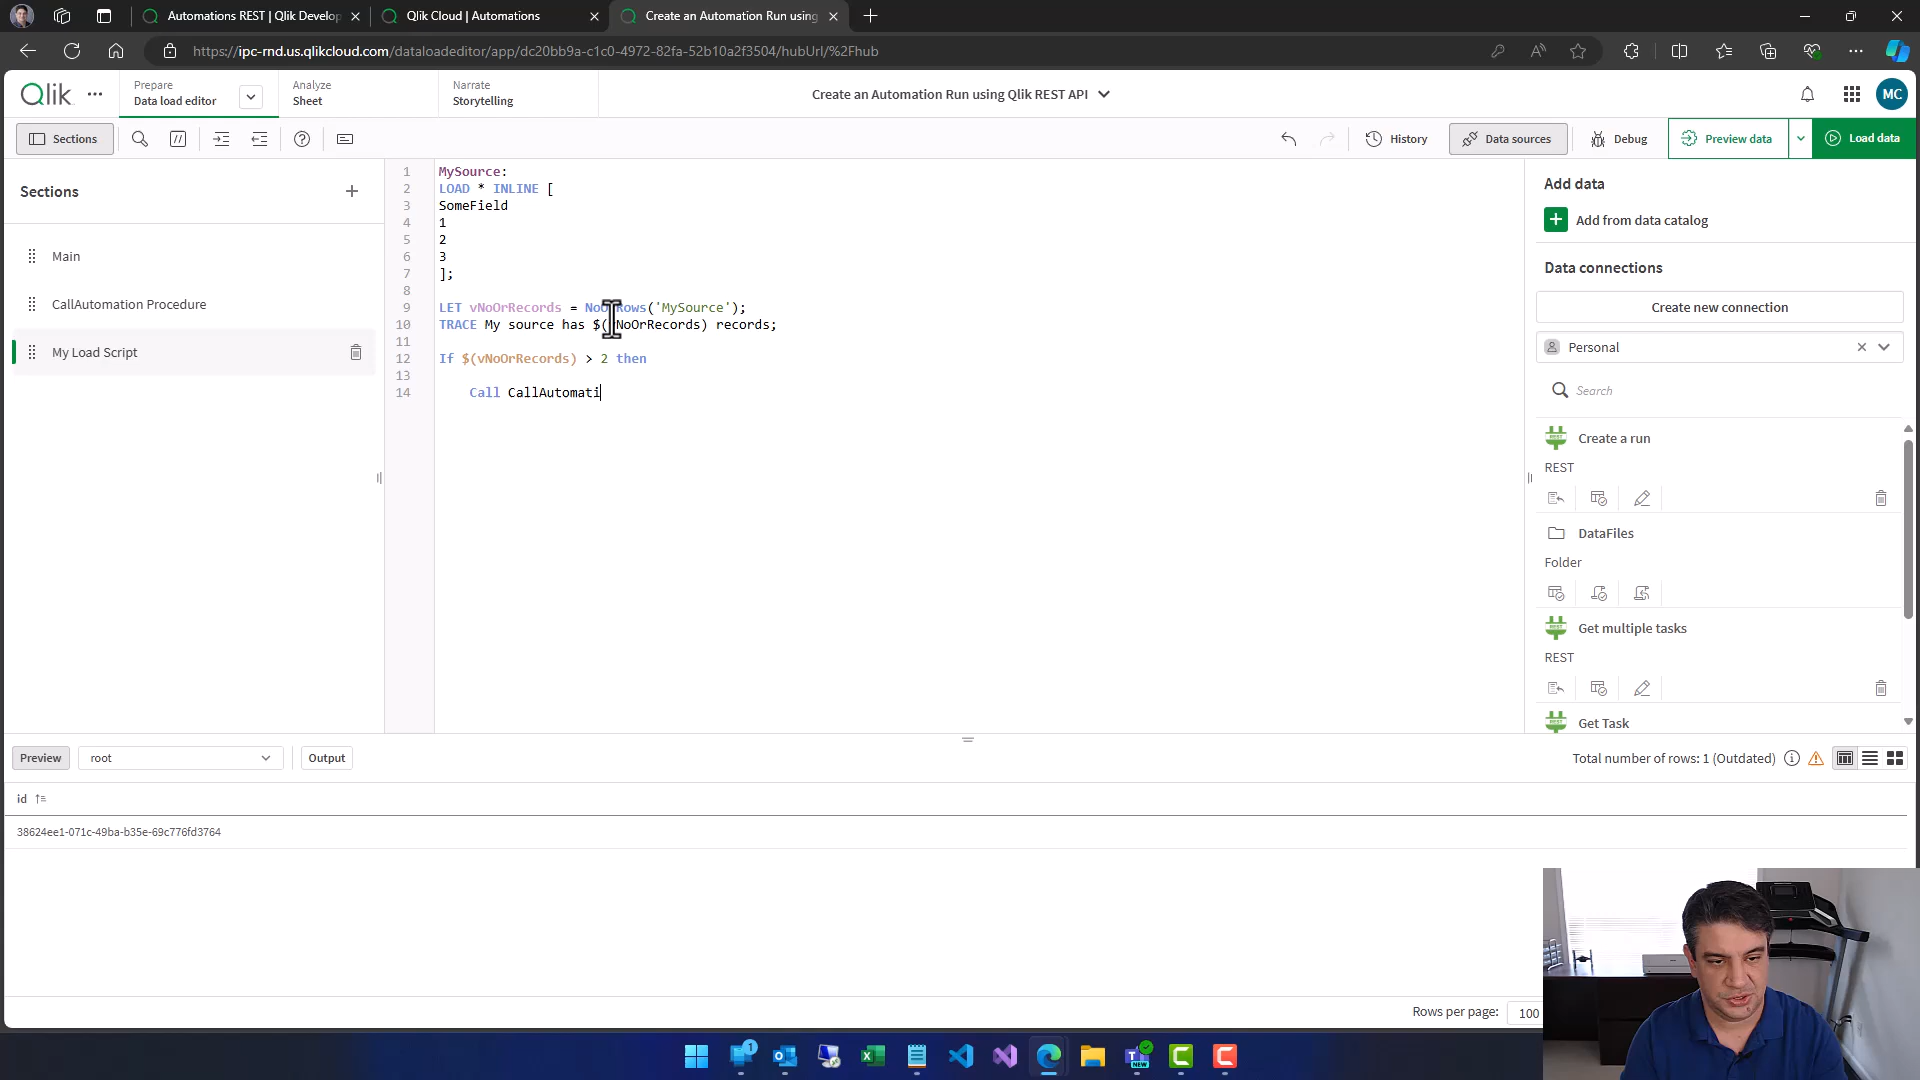 Automations REST | Qlik Develop
Qlik Cloud | Automations
Create an Automation Run using
https://ipc-rnd.us.qlikcloud.com/dataloadeditor/app/dc20bb9a-c1c0-4972-82fa-52b10a2f3504/hubUrl/%2Fhub
Qlik
Prepare
Data load editor
Analyze
Sheet
Narrate
Storytelling
Create an Automation Run using Qlik REST API
MC
Sections
History
Data sources
Debug
Preview data
Load data
Sections
Main
CallAutomation Procedure
My Load Script
1 MySource:
2 LOAD * INLINE [
3 SomeField
4 1
5 2
6 3
7 ];
8
9 LET vNoOrRecords = NoOfRows('MySource');
10 TRACE My source has $(vNoOrRecords) records;
11
12 If $(vNoOrRecords) > 2 then
13
14 Call CallAutomati
Add data
Add from data catalog
Data connections
Create new connection
Personal
Search
Create a run
REST
DataFiles
Folder
Get multiple tasks
REST
Get Task
Preview
root
Output
Total number of rows: 1 (Outdated)
id
38624ee1-071c-49ba-b35e-69c776fd3764
Rows per page: 100
1
NEW